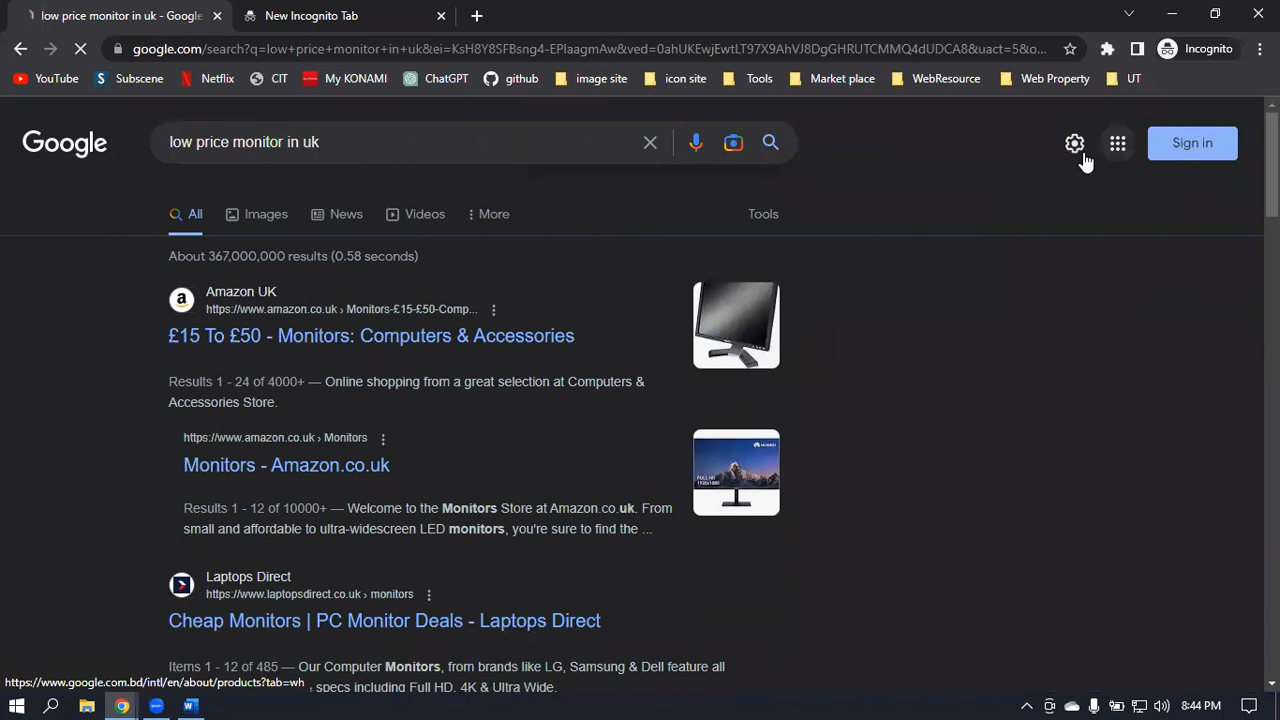 low price monitor in uk - Google
New Incognito Tab
google.com/search?q=low+price+monitor+in+uk&ei=KsH8Y8SFBsng4-EPlaagmAw&ved=0ahUKEwjEwtLT97X9AhVJ8DgGHRUTCMMQ4dUDCA8&uact=5&o...
Incognito
YouTube
Subscene
Netflix
CIT
My KONAMI
ChatGPT
github
image site
icon site
Tools
Market place
WebResource
Web Property
UT
Google
low price monitor in uk
Sign in
All
Images
News
Videos
More
Tools
About 367,000,000 results (0.58 seconds)
Amazon UK
https://www.amazon.co.uk › Monitors-£15-£50-Comp...
£15 To £50 - Monitors: Computers & Accessories
Results 1 - 24 of 4000+ — Online shopping from a great selection at Computers &
Accessories Store.
https://www.amazon.co.uk › Monitors
Monitors - Amazon.co.uk
Results 1 - 12 of 10000+ — Welcome to the Monitors Store at Amazon.co.uk. From
small and affordable to ultra-widescreen LED monitors, you're sure to find the ...
HUAWEI
FULL HD
1920x1080
Laptops Direct
https://www.laptopsdirect.co.uk › monitors
Cheap Monitors | PC Monitor Deals - Laptops Direct
Items 1 - 12 of 485 — Our Computer Monitors, from brands like LG, Samsung & Dell feature all
specs including Full HD, 4K & Ultra Wide.
https://www.google.com.bd/intl/en/about/products?tab=wh
8:44 PM